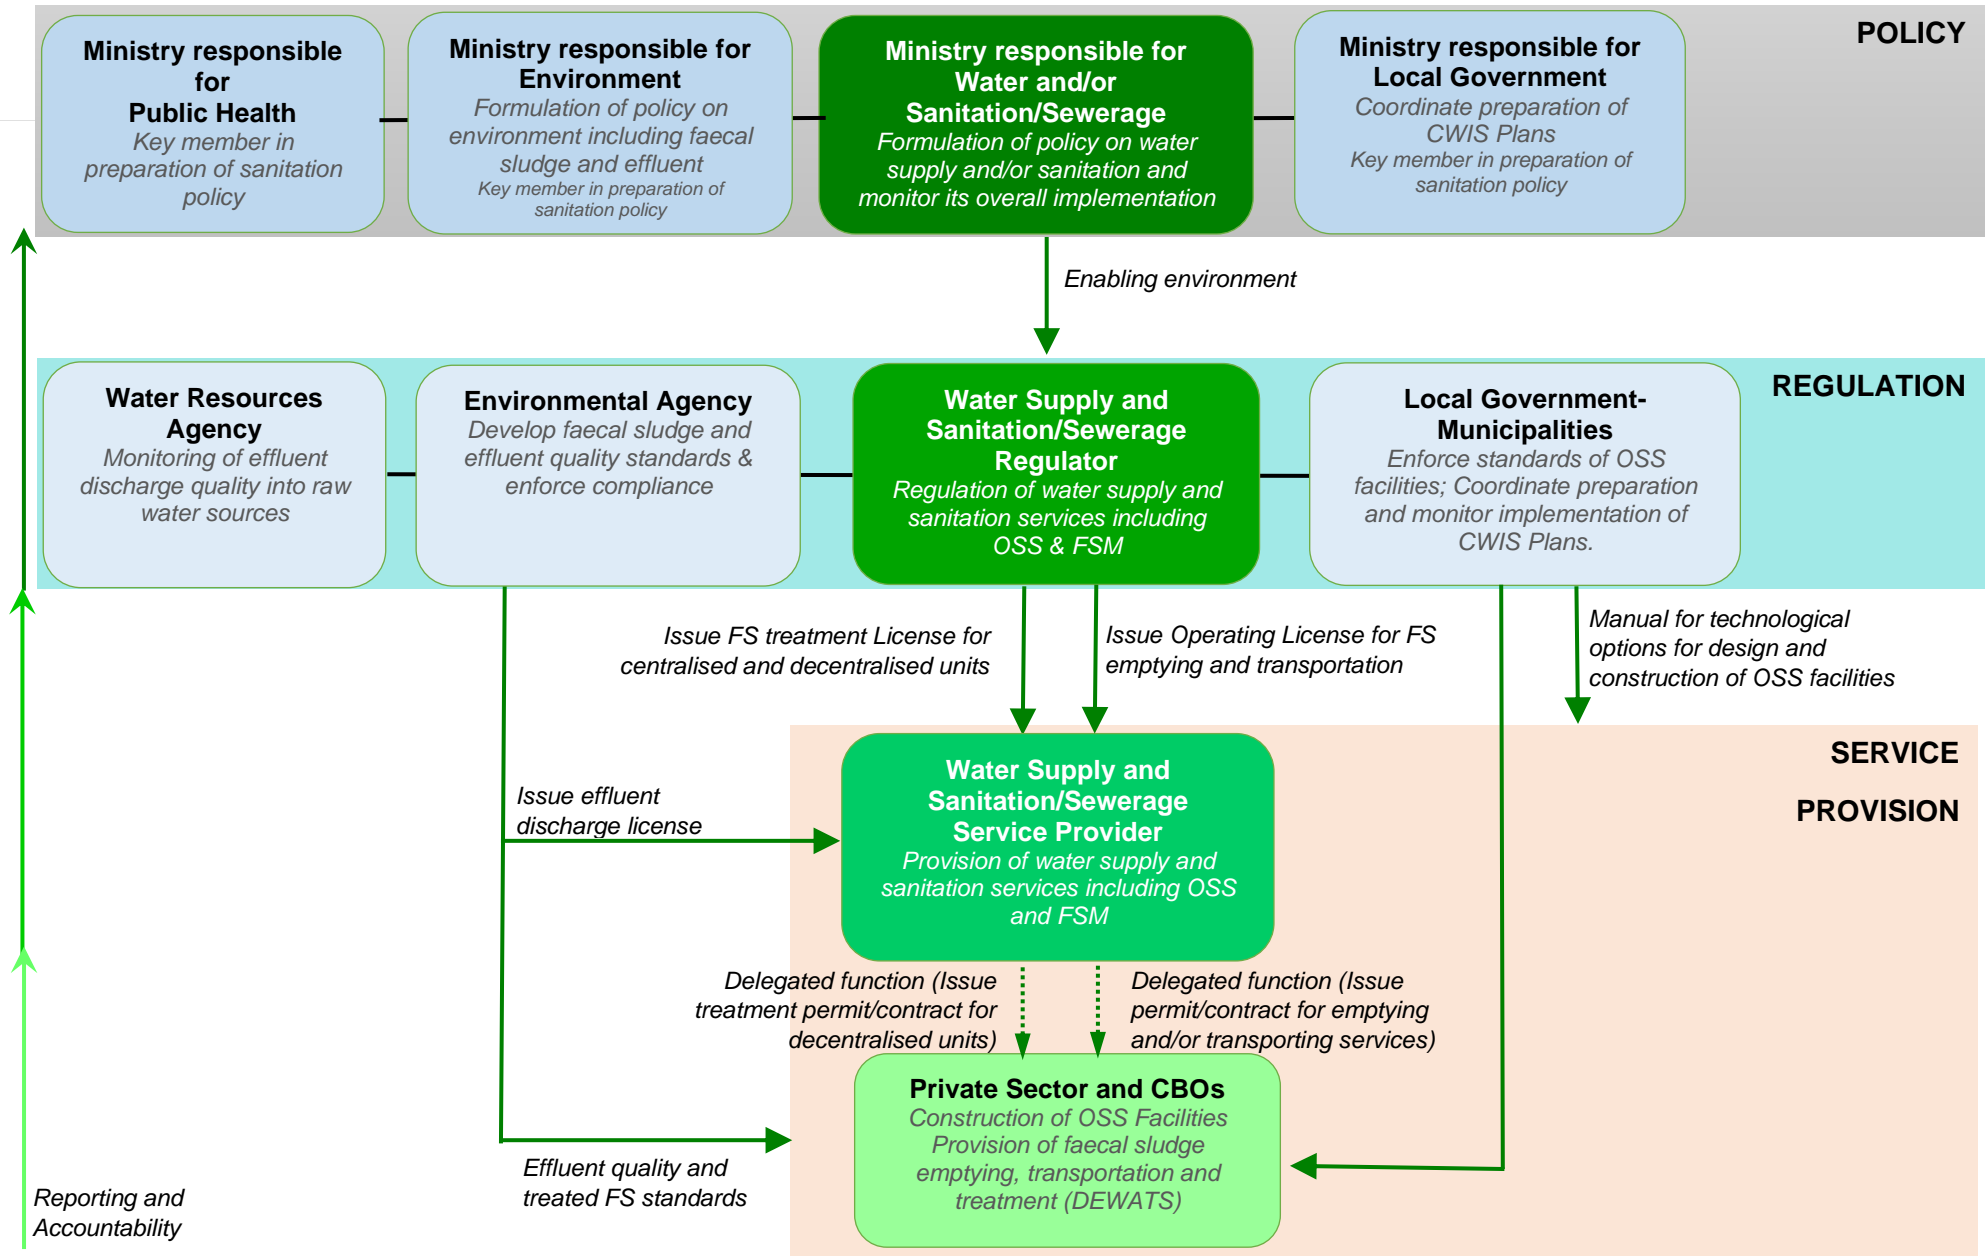 POLICY
Ministry responsible
for
Public Health
Key member in
preparation of sanitation
policy
Ministry responsible for
Environment
Formulation of policy on
environment including faecal
sludge and effluent
Key member in preparation of
sanitation policy
Ministry responsible for
Water and/or
Sanitation/Sewerage
Formulation of policy on water
supply and/or sanitation and
monitor its overall implementation
Ministry responsible for
Local Government
Coordinate preparation of
CWIS Plans
Key member in preparation of
sanitation policy
Enabling environment
REGULATION
Water Resources
Agency
Monitoring of effluent
discharge quality into raw
water sources
Environmental Agency
Develop faecal sludge and
effluent quality standards &
enforce compliance
Water Supply and
Sanitation/Sewerage
Regulator
Regulation of water supply and
sanitation services including
OSS & FSM
Local Government-
Municipalities
Enforce standards of OSS
facilities; Coordinate preparation
and monitor implementation of
CWIS Plans.
Issue FS treatment License for
centralised and decentralised units
Issue Operating License for FS
emptying and transportation
Manual for technological
options for design and
construction of OSS facilities
SERVICE
PROVISION
Issue effluent
discharge license
Water Supply and
Sanitation/Sewerage
Service Provider
Provision of water supply and
sanitation services including OSS
and FSM
Delegated function (Issue
treatment permit/contract for
decentralised units)
Delegated function (Issue
permit/contract for emptying
and/or transporting services)
Private Sector and CBOs
Construction of OSS Facilities
Provision of faecal sludge
emptying, transportation and
treatment (DEWATS)
Effluent quality and
treated FS standards
Reporting and
Accountability